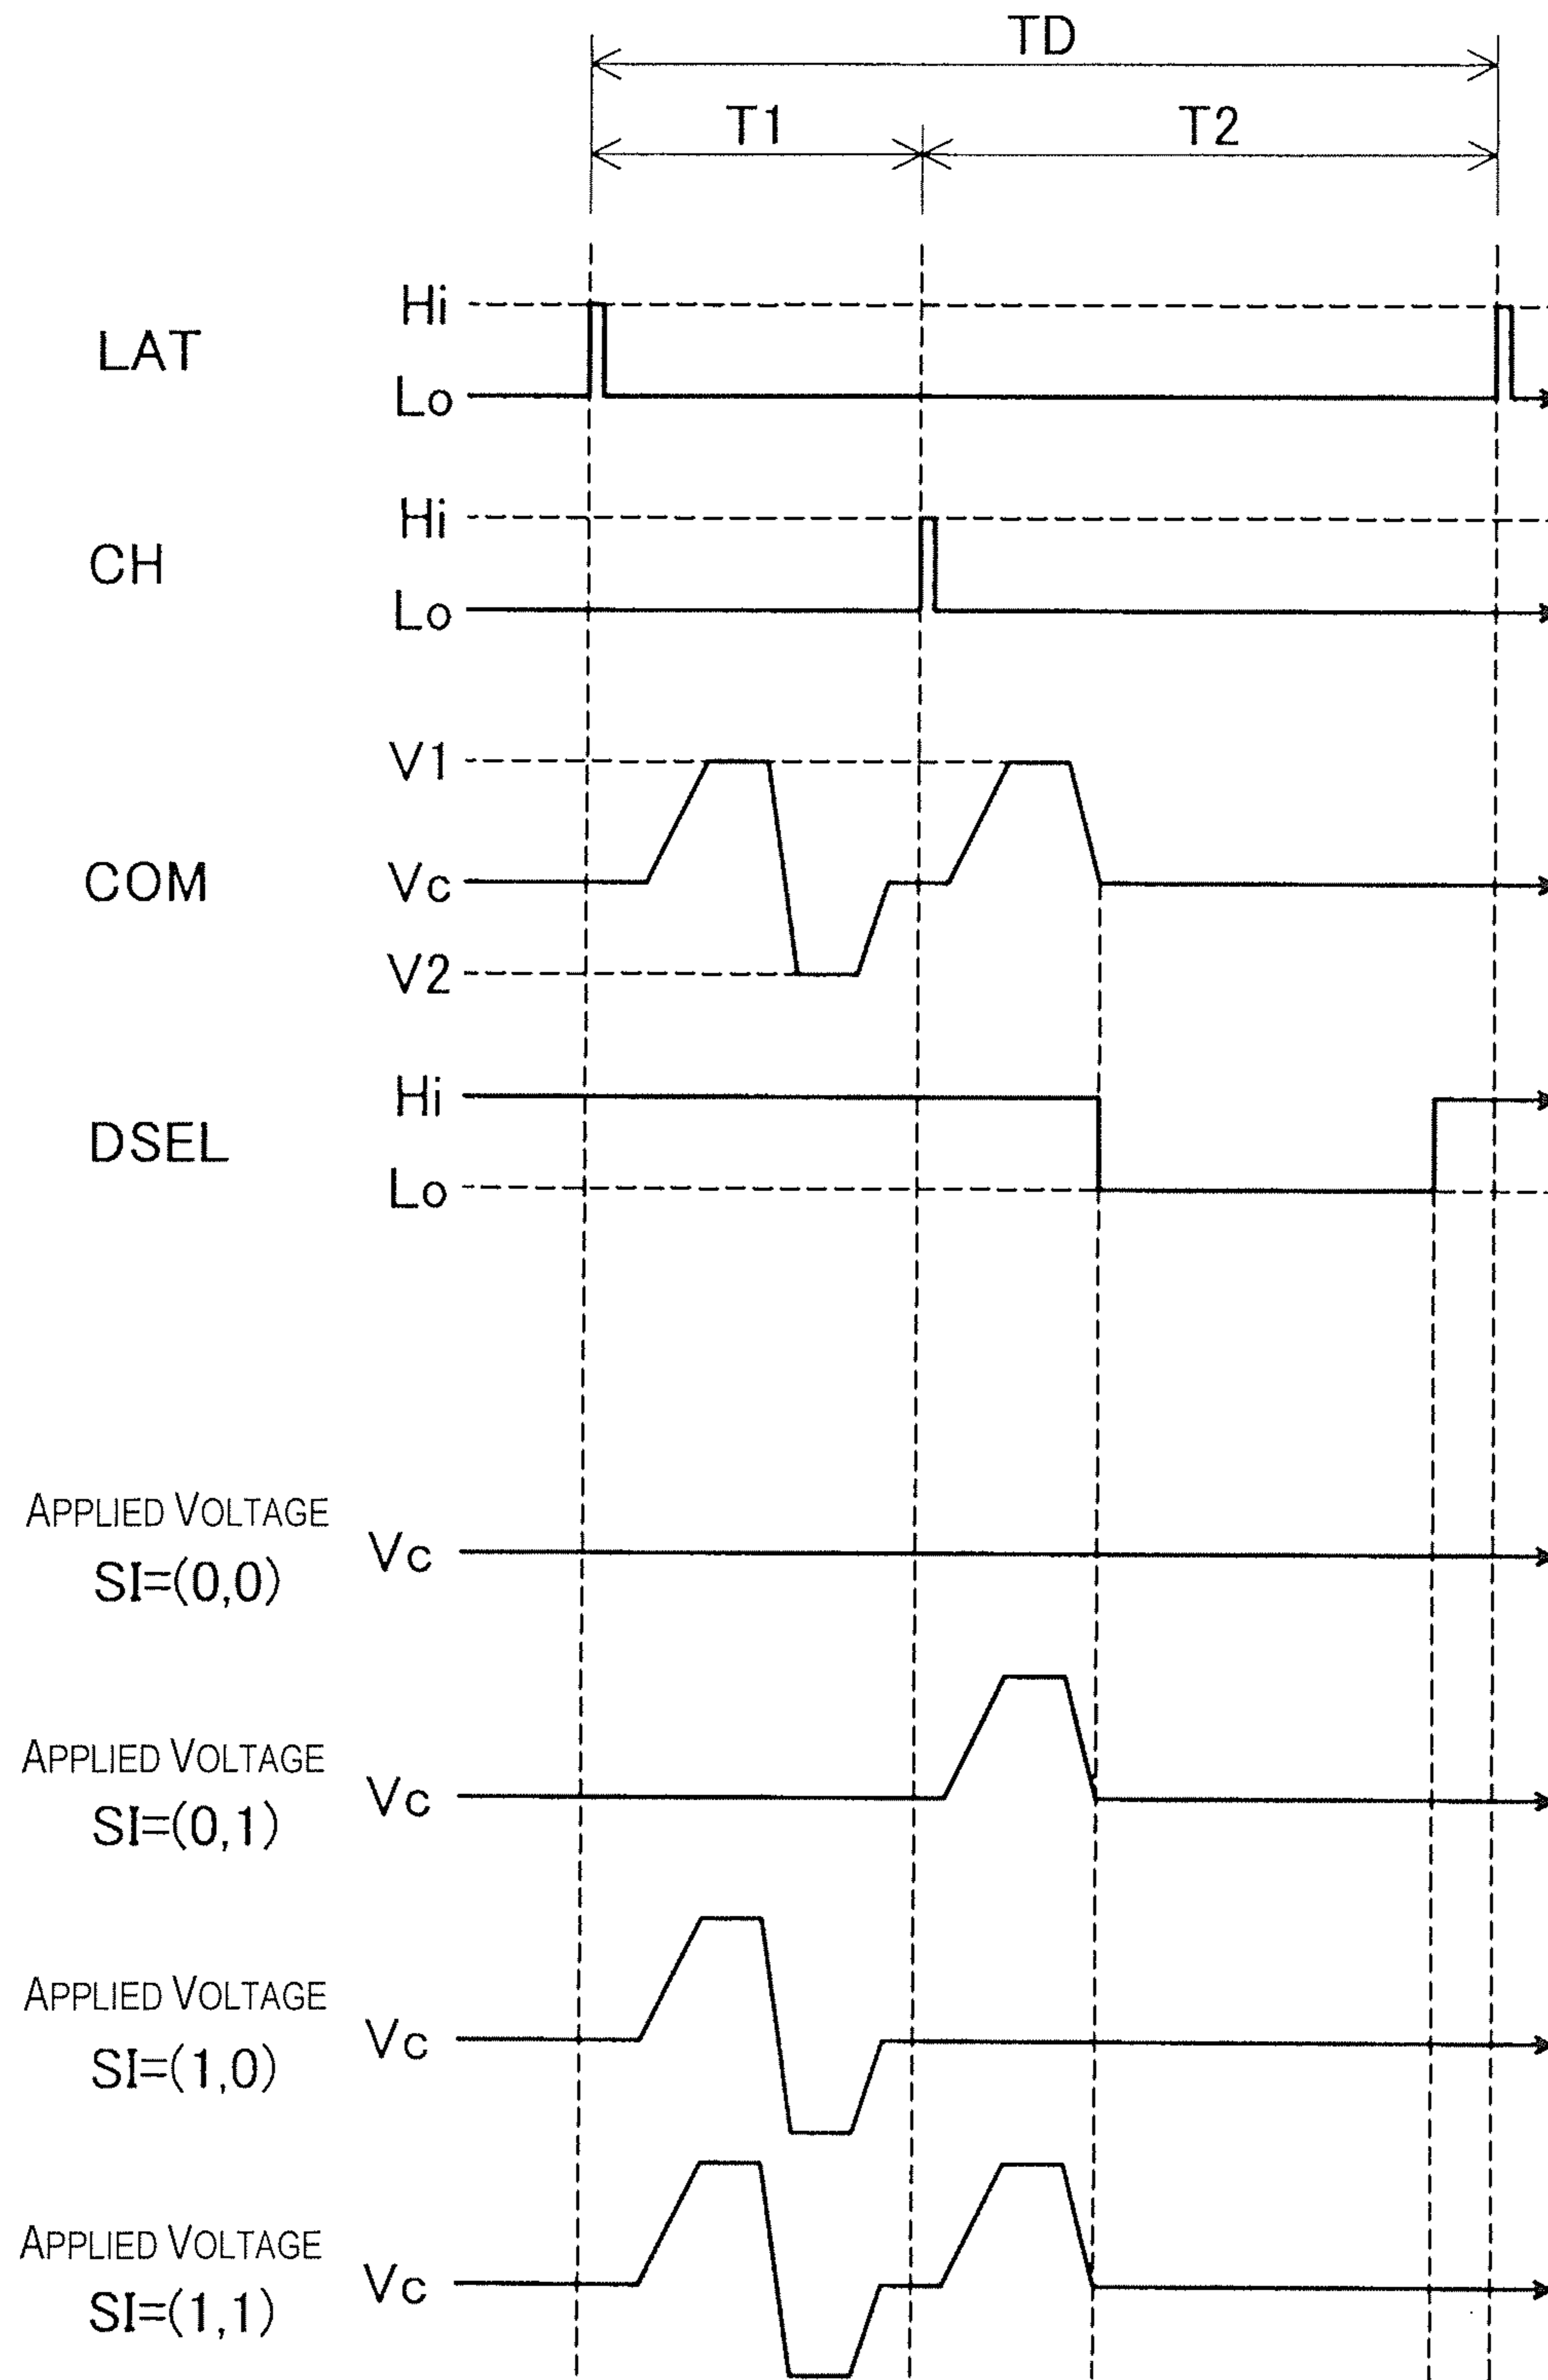 TD
T1 T2
LAT Hi
Lo
CH Hi
Lo
V1
COM Vc
V2
DSEL Hi
Lo
APPLIED VOLTAGE
SI=(0,0) Vc
APPLIED VOLTAGE
SI=(0,1) Vc
APPLIED VOLTAGE
SI=(1,0) Vc
APPLIED VOLTAGE
SI=(1,1) Vc